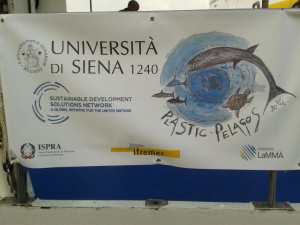 UNIVERSITÀ
DI SIENA 1240
SUSTAINABLE DEVELOPMENT
SOLUTIONS NETWORK
A GLOBAL INITIATIVE FOR THE UNITED NATIONS
PLASTIC-PELAGOS
ISPRA
ifremer
LaMMA